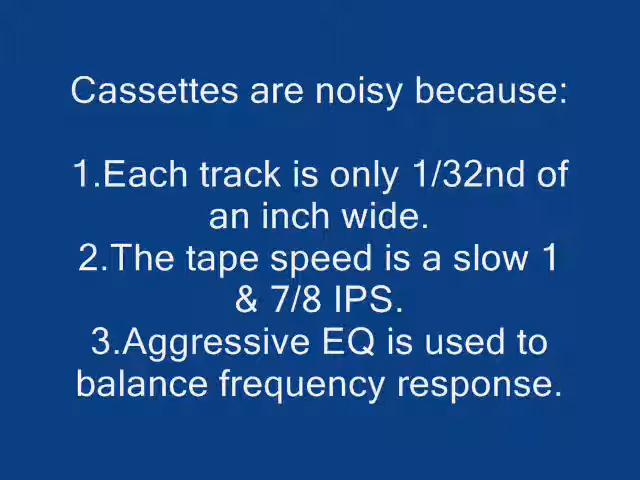 Cassettes are noisy because:
1.Each track is only 1/32nd of
an inch wide.
2.The tape speed is a slow 1
& 7/8 IPS.
3.Aggressive EQ is used to
balance frequency response.